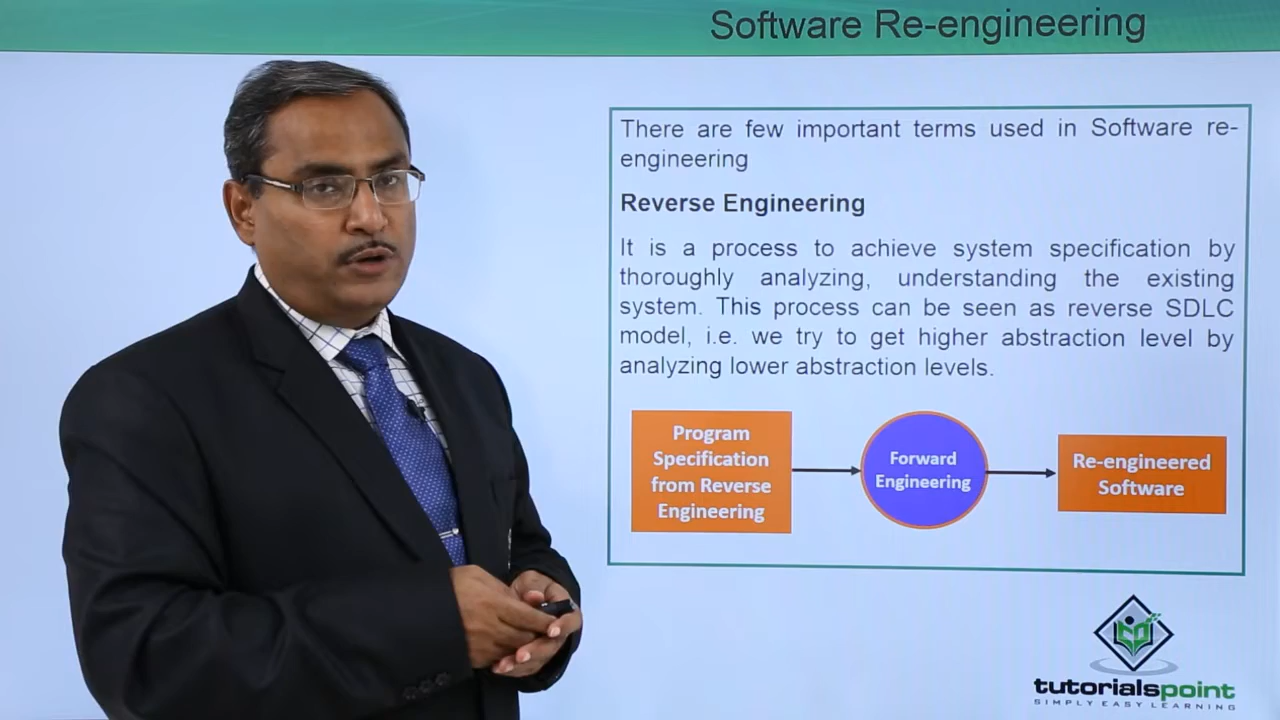 Software Re-engineering
There are few important terms used in Software re-
engineering
Reverse Engineering
It is a process to achieve system specification by
thoroughly analyzing, understanding the existing
system. This process can be seen as reverse SDLC
model, i.e. we try to get higher abstraction level by
analyzing lower abstraction levels.
Program
Specification
from Reverse
Engineering
Forward
Engineering
Re-engineered
Software
tutorialspoint
SIMPLY EASY LEARNING